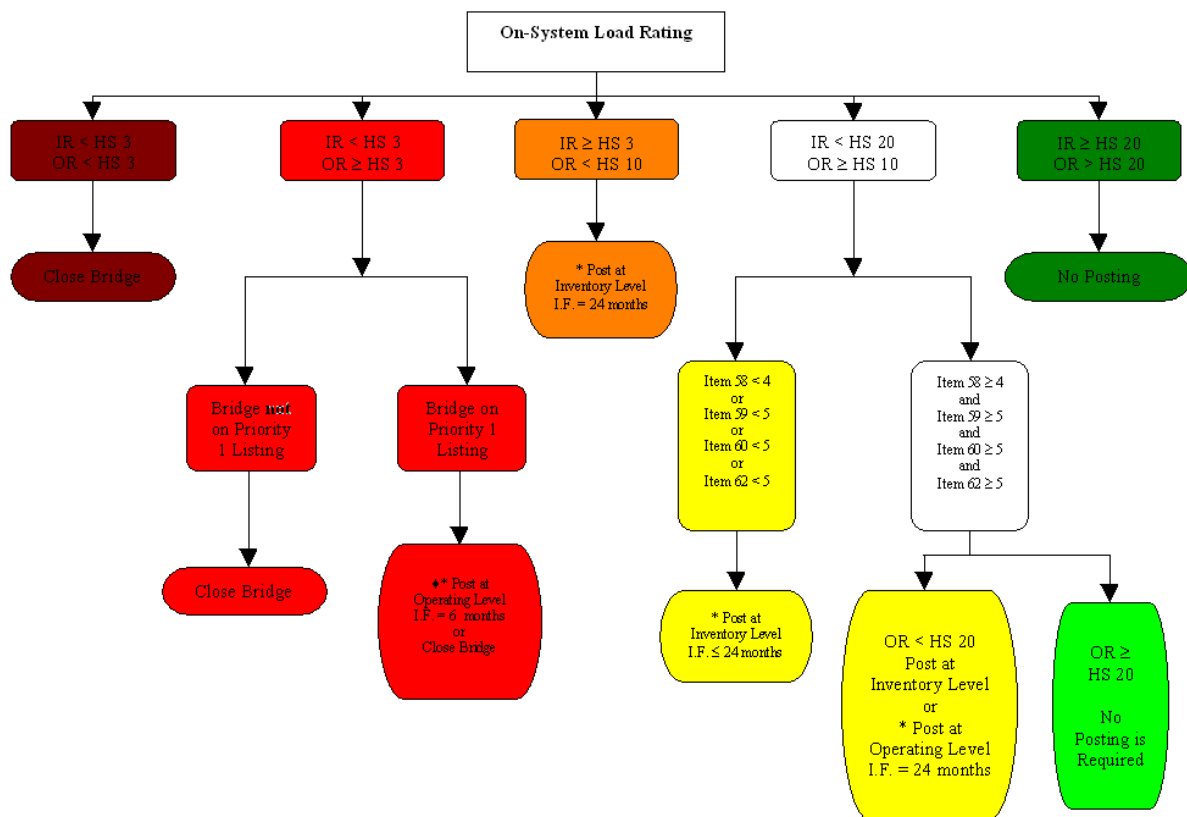 On-System Load Rating
IR < HS 3
OR < HS 3
IR < HS 3
OR ≥ HS 3
IR ≥ HS 3
OR < HS 10
IR < HS 20
OR ≥ HS 10
IR ≥ HS 20
OR > HS 20
Close Bridge
* Post at
Inventory Level
I.F. = 24 months
No Posting
Bridge not
on Priority
1 Listing
Bridge on
Priority 1
Listing
Item 58 < 4
or
Item 59 < 5
or
Item 60 < 5
or
Item 62 < 5
Item 58 ≥ 4
and
Item 59 ≥ 5
and
Item 60 ≥ 5
and
Item 62 ≥ 5
Close Bridge
♦* Post at
Operating Level
I.F. = 6 months
or
Close Bridge
* Post at
Inventory Level
I.F. ≤ 24 months
OR < HS 20
Post at
Inventory Level
or
* Post at
Operating Level
I.F. = 24 months
OR ≥
HS 20
No
Posting is
Required